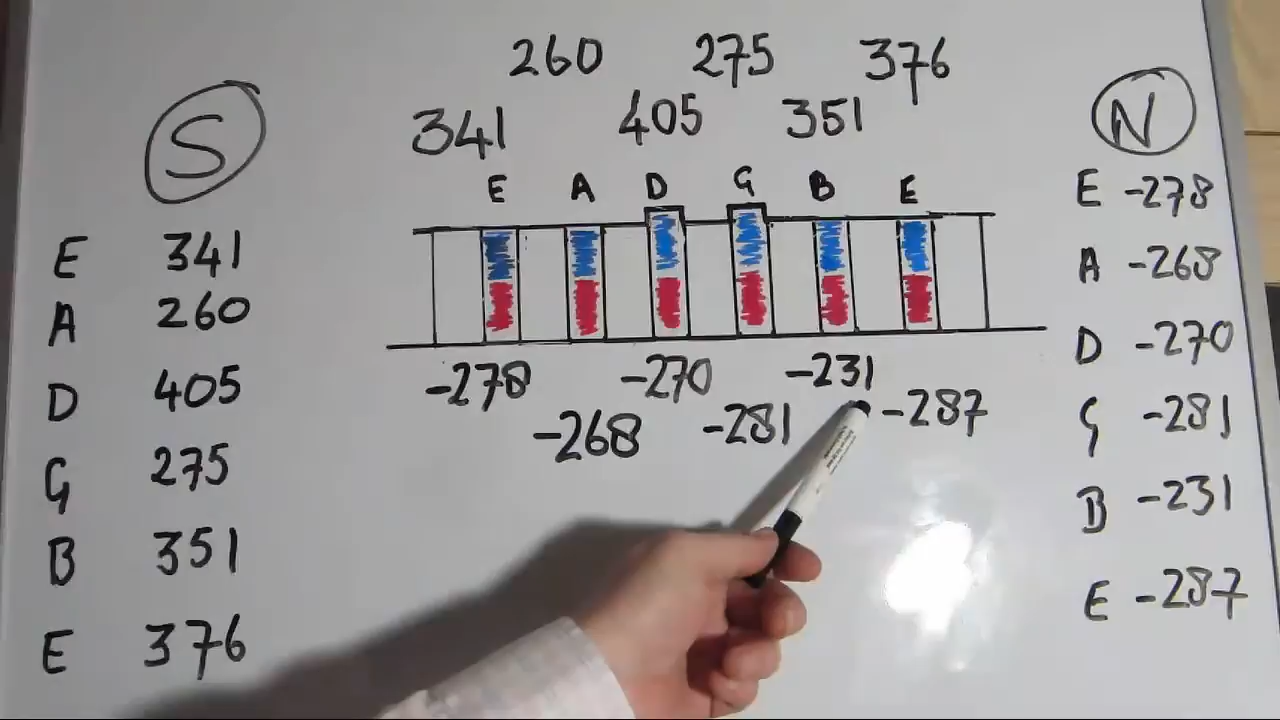 S
E 341
A 260
D 405
G 275
B 351
E 376
260 275 376
341 405 351
E A D G B E
-278 -270 -231
-268 -281 -287
N
E -278
A -268
D -270
G -281
B -231
E -287